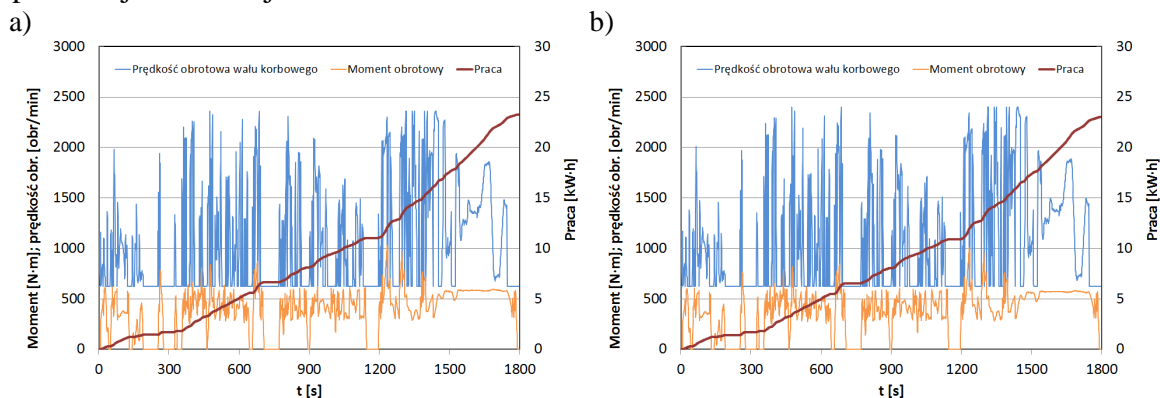 a)
Moment [N·m]; prędkość obr. [obr/min]
3000
2500
2000
1500
1000
500
0
Prędkość obrotowa wału korbowego Moment obrotowy Praca
30
25
20
15
10
5
0
Praca [kW·h]
0 300 600 900 1200 1500 1800
t [s]
b)
Moment [N·m]; prędkość obr. [obr/min]
3000
2500
2000
1500
1000
500
0
Prędkość obrotowa wału korbowego Moment obrotowy Praca
30
25
20
15
10
5
0
Praca [kW·h]
0 300 600 900 1200 1500 1800
t [s]